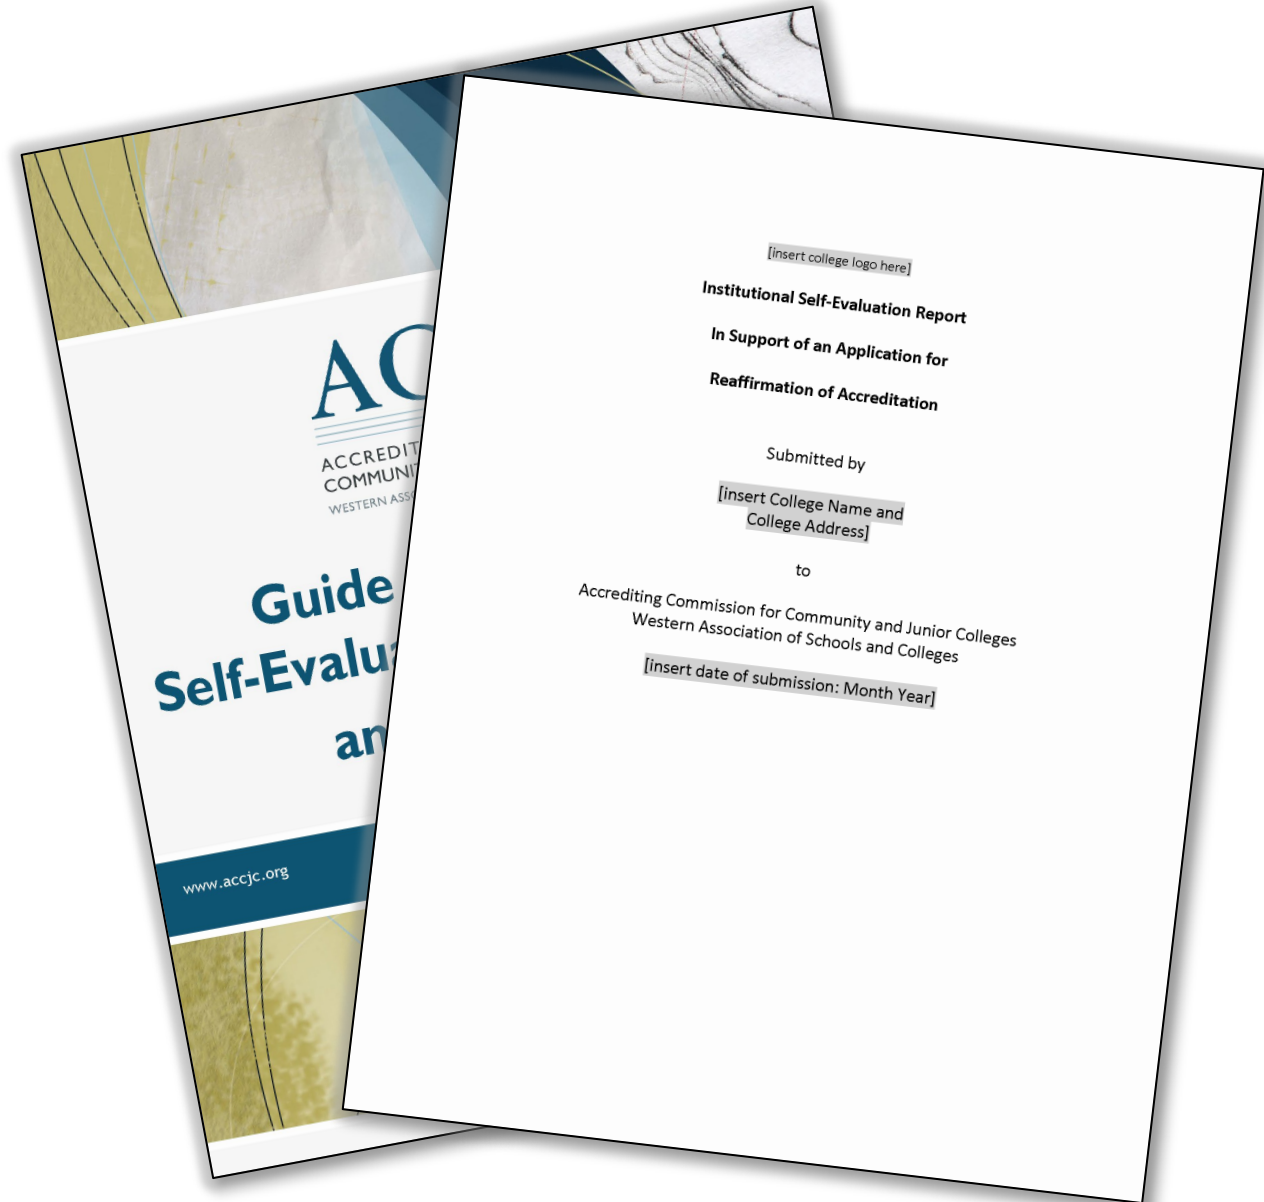 AC
ACCREDIT
COMMUNI
WESTERN ASSO
Guide
Self-Evalua
an
www.accjc.org
[insert college logo here]
Institutional Self-Evaluation Report
In Support of an Application for
Reaffirmation of Accreditation
Submitted by
[insert College Name and
College Address]
to
Accrediting Commission for Community and Junior Colleges
Western Association of Schools and Colleges
[insert date of submission: Month Year]